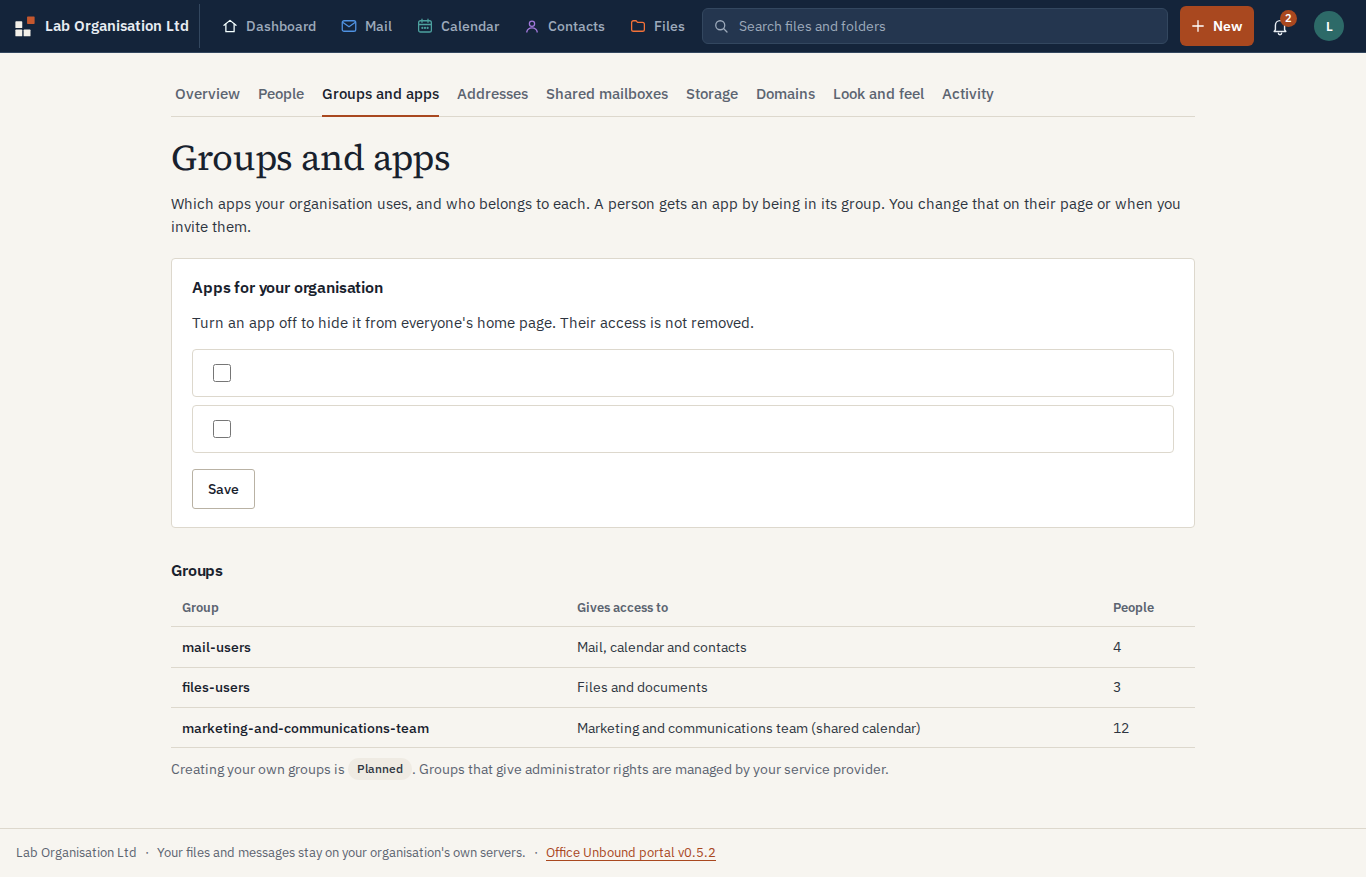 Lab Organisation Ltd
Dashboard
Mail
Calendar
Contacts
Files
Search files and folders
New
2
L
Overview
People
Groups and apps
Addresses
Shared mailboxes
Storage
Domains
Look and feel
Activity
Groups and apps
Which apps your organisation uses, and who belongs to each. A person gets an app by being in its group. You change that on their page or when you
invite them.
Apps for your organisation
Turn an app off to hide it from everyone's home page. Their access is not removed.
Save
Groups
Group Gives access to People
mail-users Mail, calendar and contacts 4
files-users Files and documents 3
marketing-and-communications-team Marketing and communications team (shared calendar) 12
Creating your own groups is Planned. Groups that give administrator rights are managed by your service provider.
Lab Organisation Ltd · Your files and messages stay on your organisation's own servers. · Office Unbound portal v0.5.2